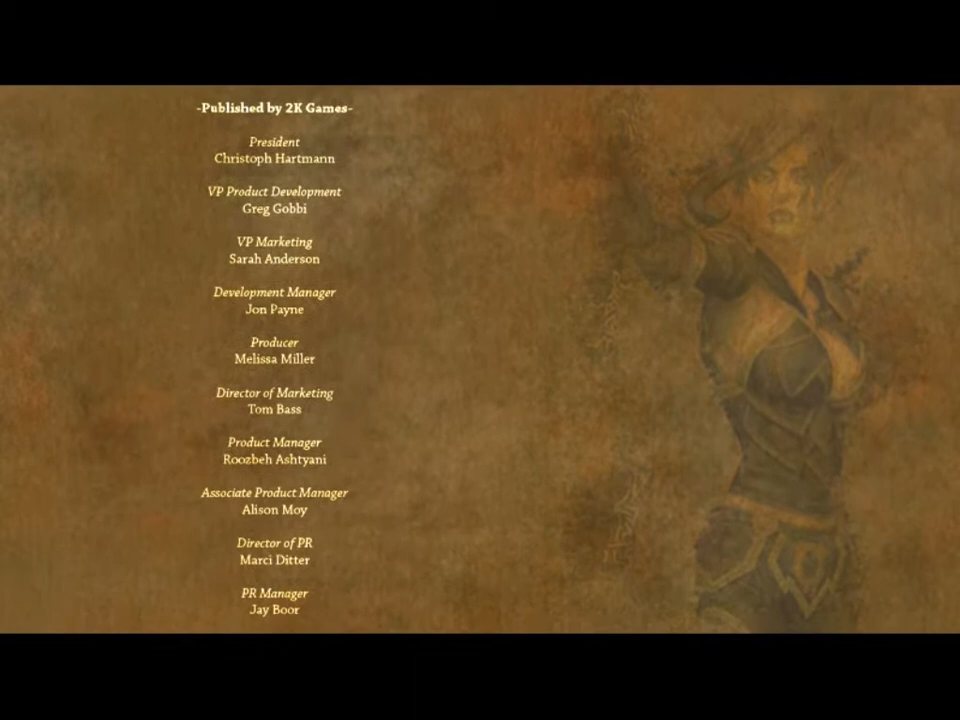 -Published by 2K Games-
President
Christoph Hartmann
VP Product Development
Greg Gobbi
VP Marketing
Sarah Anderson
Development Manager
Jon Payne
Producer
Melissa Miller
Director of Marketing
Tom Bass
Product Manager
Roozbeh Ashtyani
Associate Product Manager
Alison Moy
Director of PR
Marci Ditter
PR Manager
Jay Boor